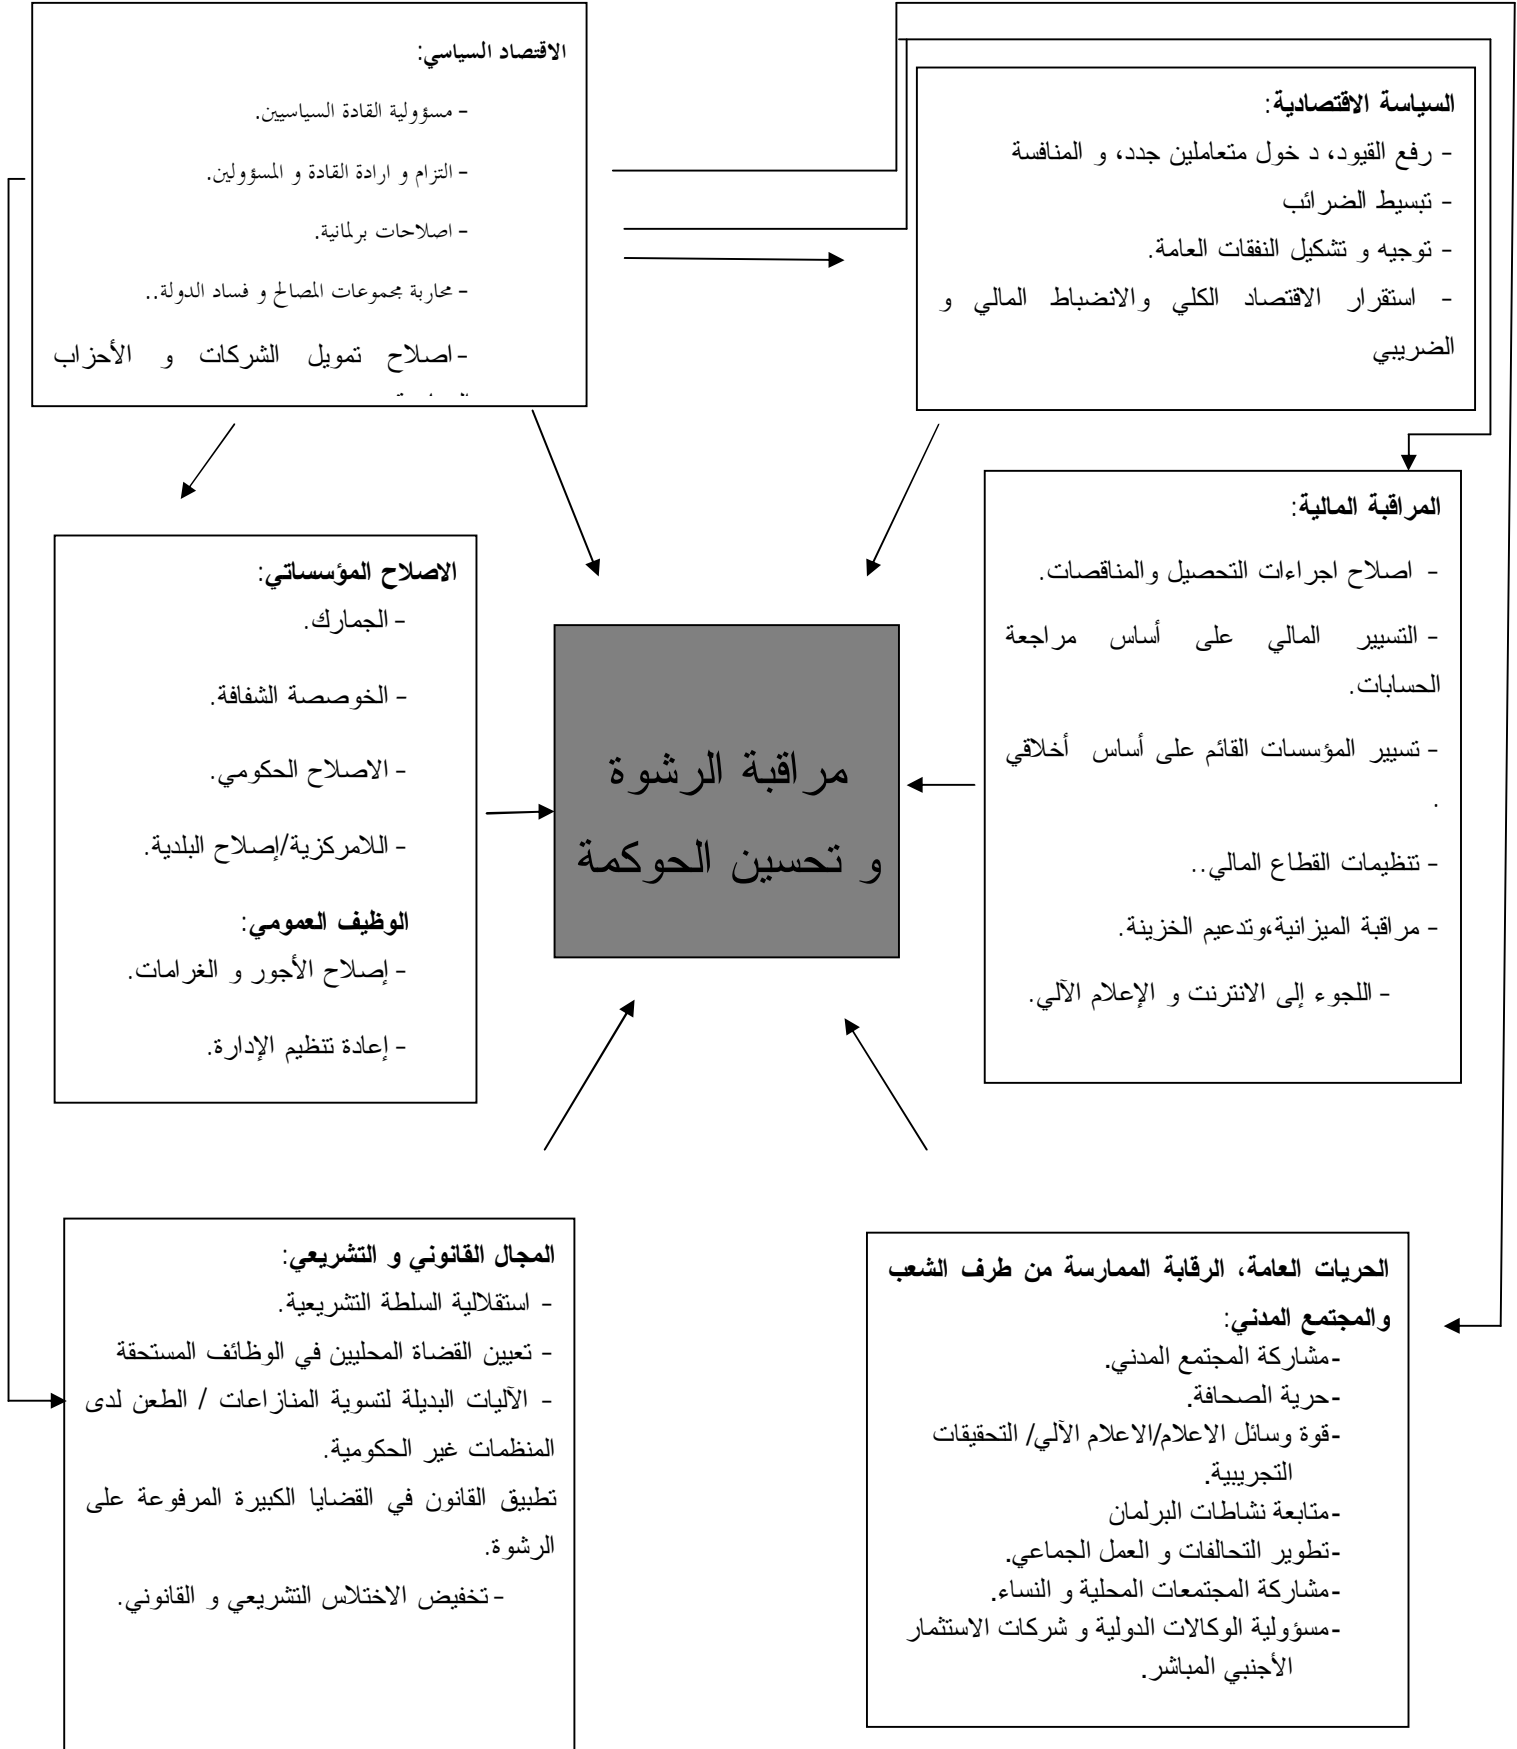 الاقتصاد السياسي:
- مسؤولية القادة السياسيين.
- التزام و ارادة القادة و المسؤولين.
- اصلاحات برلمانية.
- محاربة مجموعات المصالح و فساد الدولة..
- اصلاح تمويل الشركات و الأحزاب
السياسة الاقتصادية:
- رفع القيود، د خول متعاملين جدد، و المنافسة
- تبسيط الضرائب
- توجيه و تشكيل النفقات العامة.
- استقرار الاقتصاد الكلي والانضباط المالي و
الضريبي
المراقبة المالية:
- اصلاح اجراءات التحصيل والمناقصات.
- التسيير المالي على أساس مراجعة
الحسابات.
- تسيير المؤسسات القائم على أساس أخلاقي
.
- تنظيمات القطاع المالي..
- مراقبة الميزانية،وتدعيم الخزينة.
- اللجوء إلى الانترنت و الإعلام الآلي.
الاصلاح المؤسساتي:
- الجمارك.
- الخوصصة الشفافة.
- الاصلاح الحكومي.
- اللامركزية/إصلاح البلدية.
الوظيف العمومي:
- إصلاح الأجور و الغرامات.
- إعادة تنظيم الإدارة.
مراقبة الرشوة
و تحسين الحوكمة
المجال القانوني و التشريعي:
- استقلالية السلطة التشريعية.
- تعيين القضاة المحليين في الوظائف المستحقة
- الآليات البديلة لتسوية المنازاعات / الطعن لدى
المنظمات غير الحكومية.
تطبيق القانون في القضايا الكبيرة المرفوعة على
الرشوة.
- تخفيض الاختلاس التشريعي و القانوني.
الحريات العامة، الرقابة الممارسة من طرف الشعب
والمجتمع المدني:
-مشاركة المجتمع المدني.
-حرية الصحافة.
-قوة وسائل الاعلام/الاعلام الآلي/ التحقيقات
التجريبية.
-متابعة نشاطات البرلمان
-تطوير التحالفات و العمل الجماعي.
-مشاركة المجتمعات المحلية و النساء.
-مسؤولية الوكالات الدولية و شركات الاستثمار
الأجنبي المباشر.